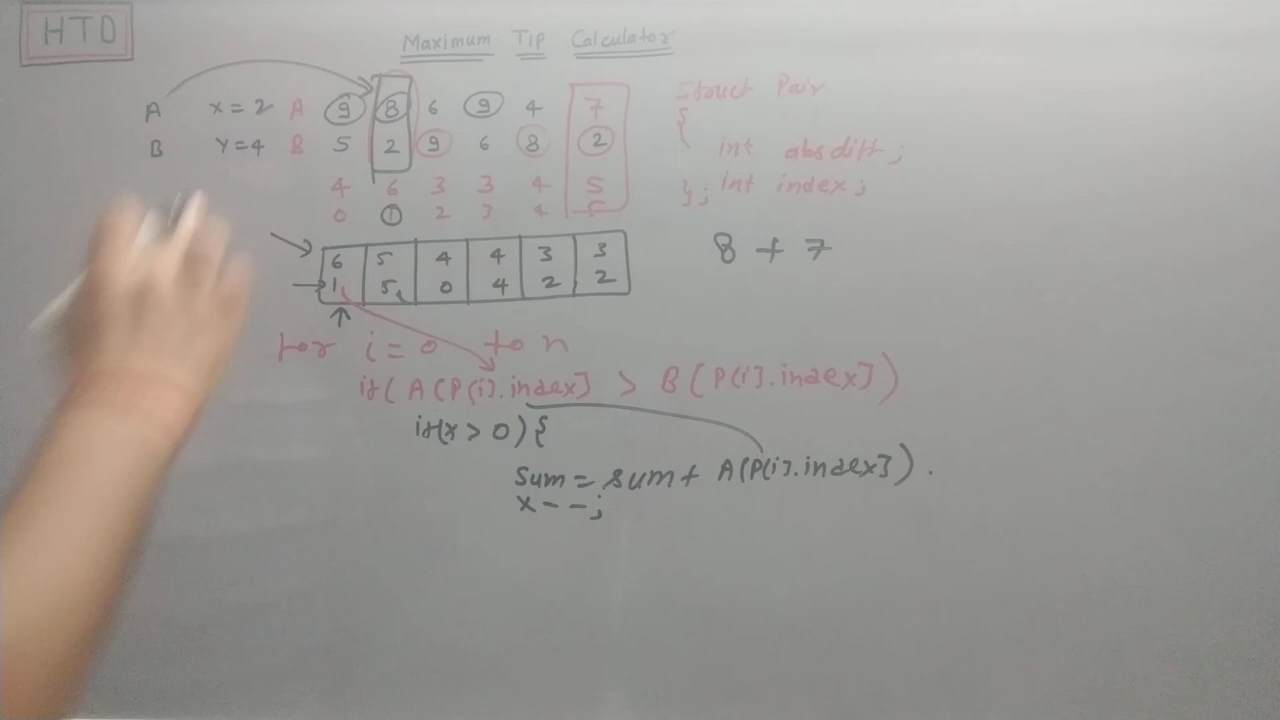 HTD
Maximum Tip Calculator
A X=2 A 9 8 6 9 4 7
B Y=4 B 5 2 9 6 8 2
4 6 3 3 4 5
0 1 2 3 4 5
Struct Pair
{
int absdiff;
int index;
};
6 5 4 4 3 3
1 5 0 4 2 2
8 + 7
for i=0 to n
if(A[P[i].index] > B[P[i].index])
if(x>0){
Sum = sum + A[P[i].index]).
x--;